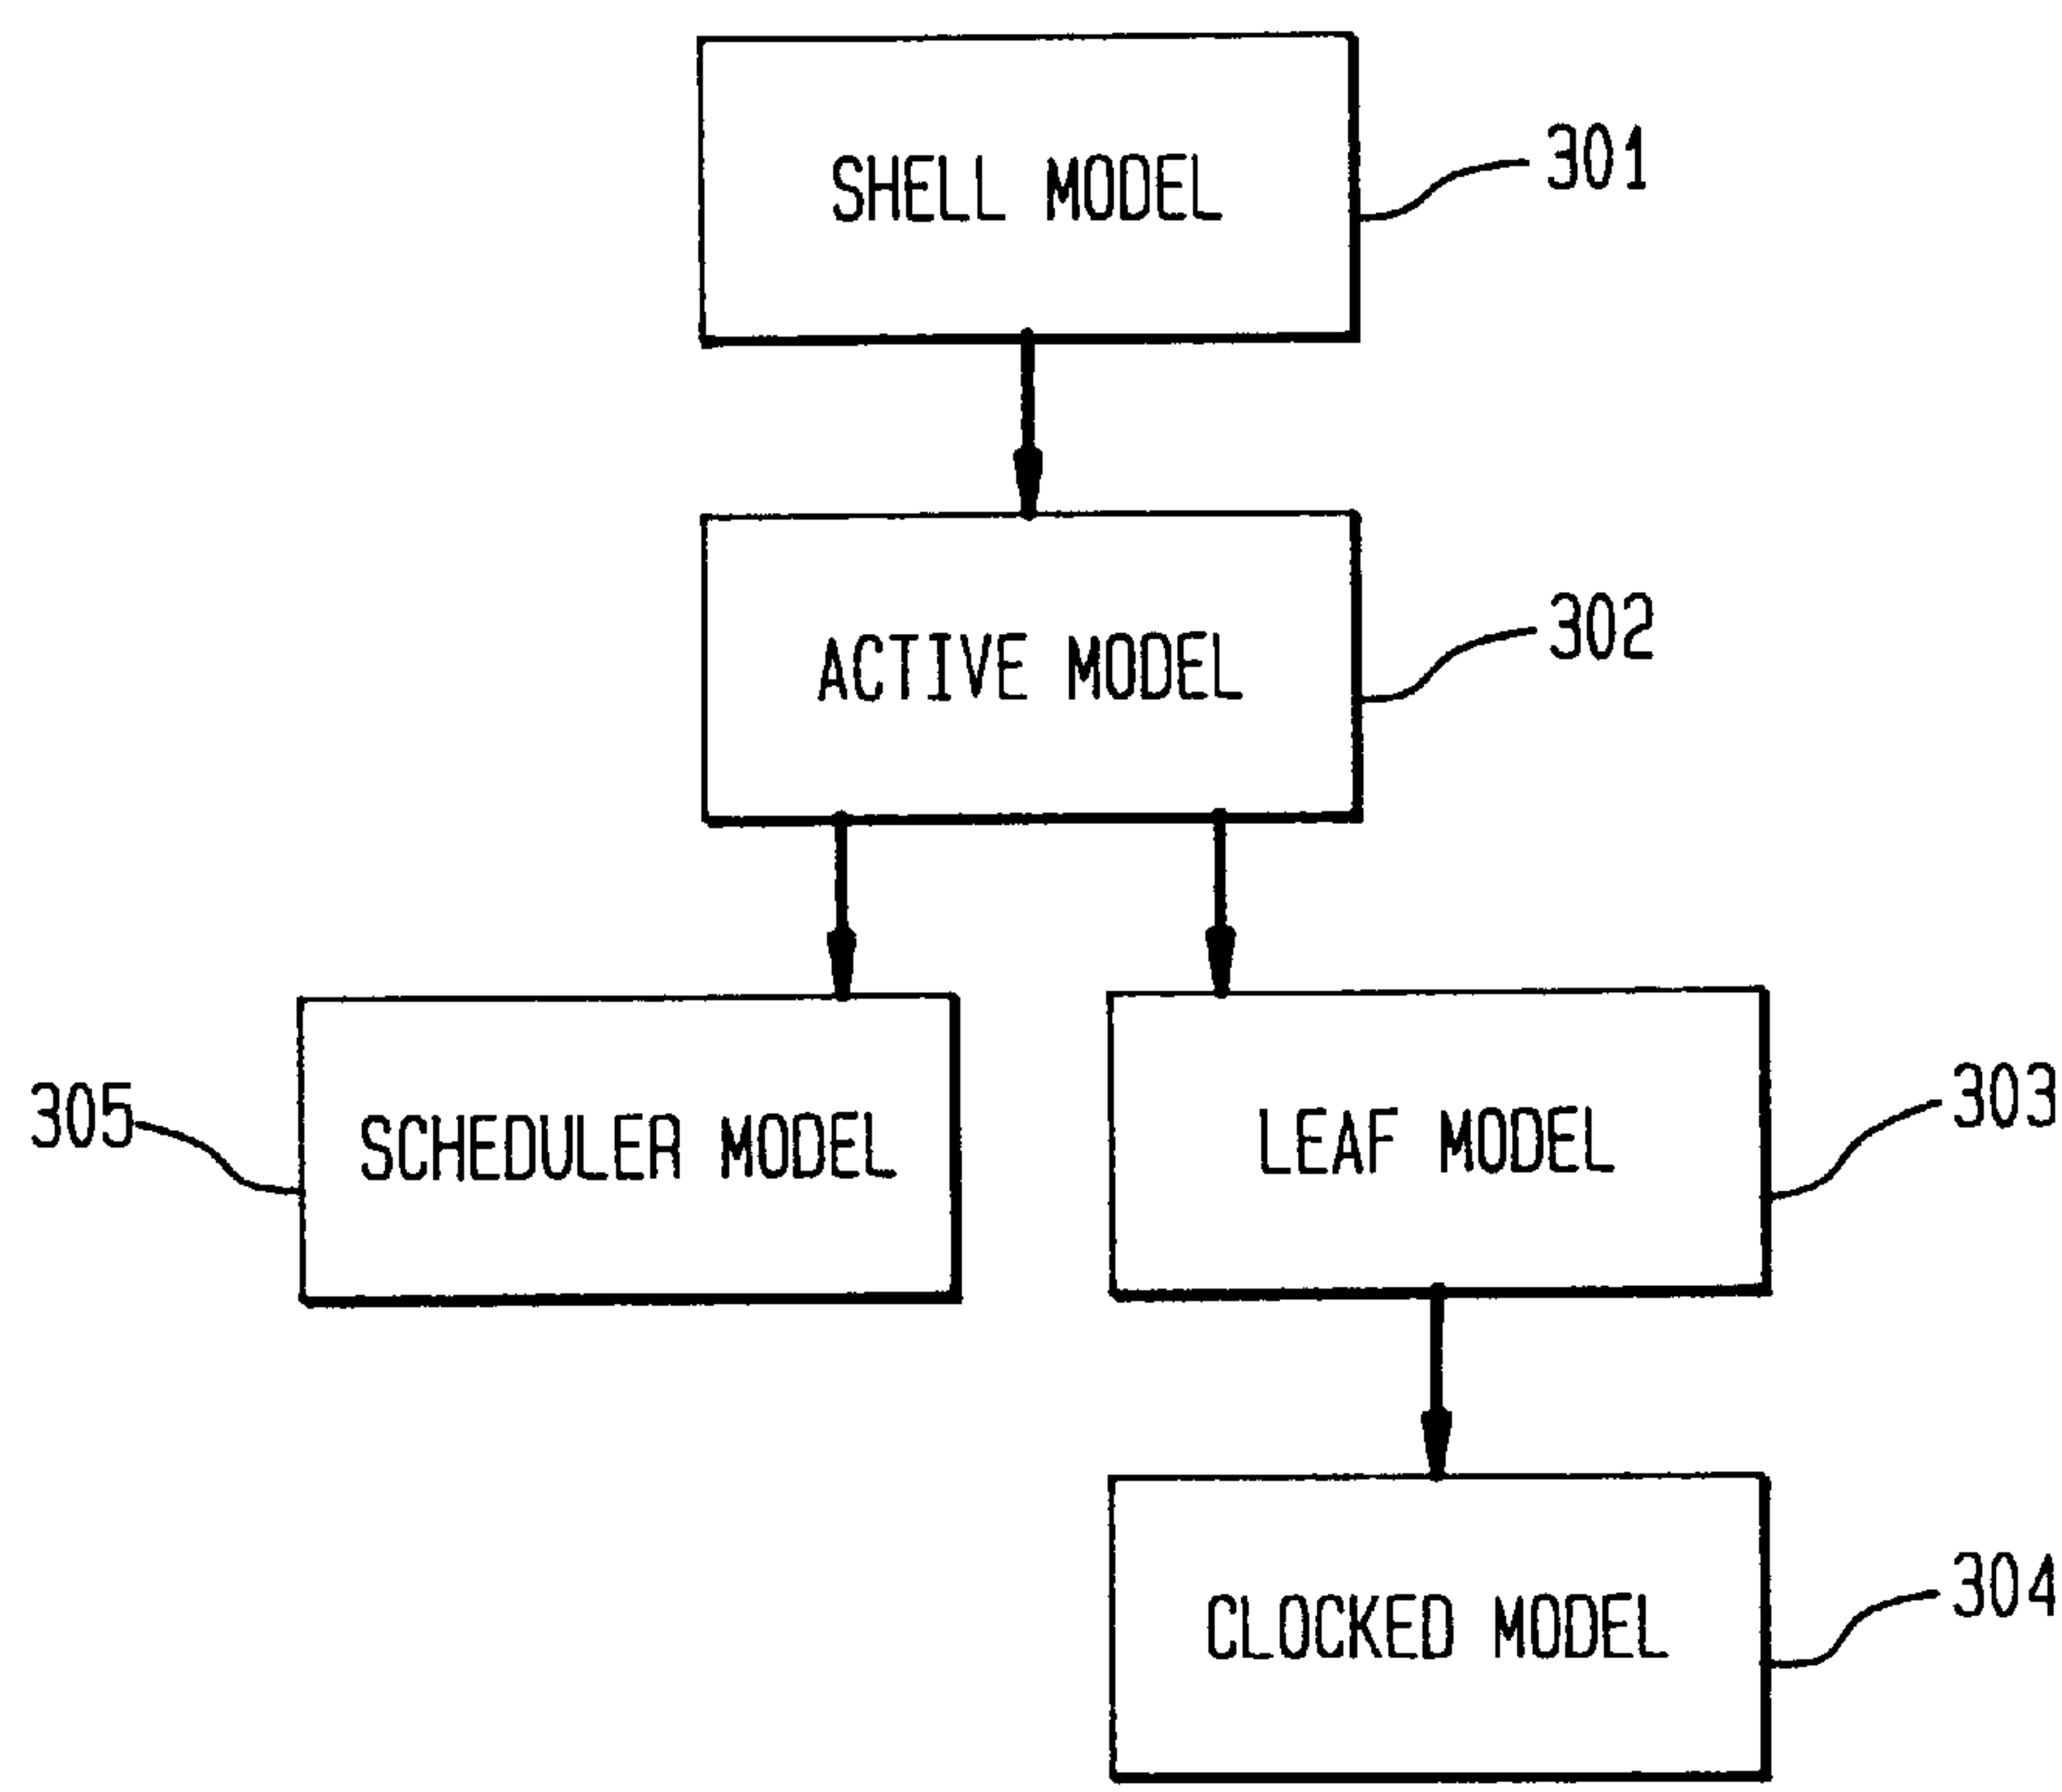 SHELL MODEL
301
ACTIVE MODEL
302
305
SCHEDULER MODEL
LEAF MODEL
303
CLOCKED MODEL
304